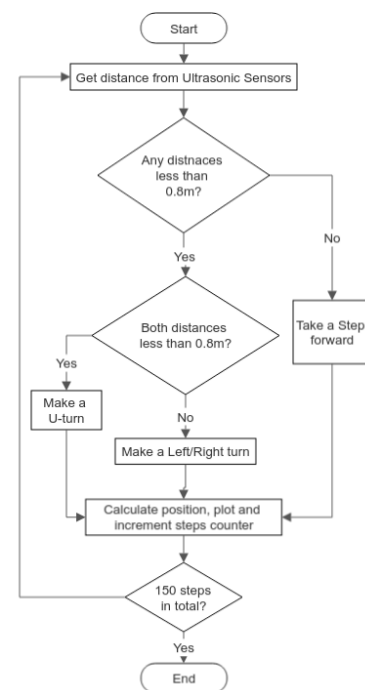 Start
Get distance from Ultrasonic Sensors
Any distnaces
less than
0.8m?
No
Yes
Both distances
less than 0.8m?
Take a Step
forward
Yes
Make a
U-turn
No
Make a Left/Right turn
Calculate position, plot and
increment steps counter
150 steps
in total?
Yes
End